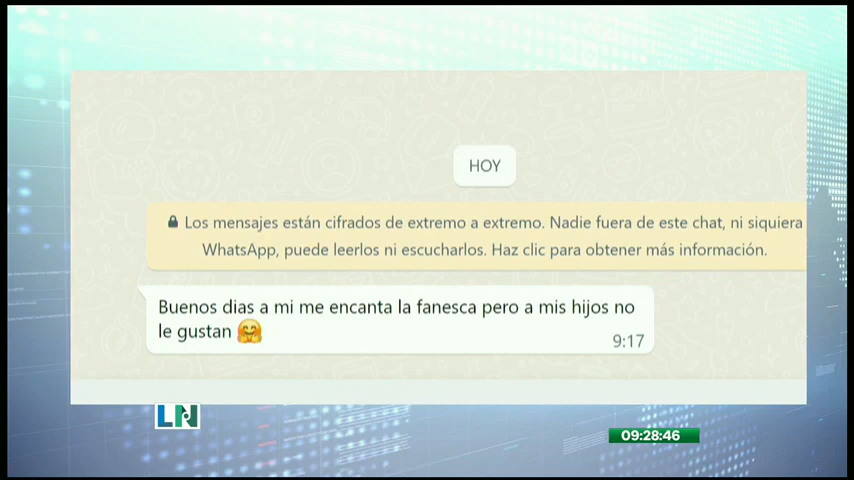 HOY
Los mensajes están cifrados de extremo a extremo. Nadie fuera de este chat, ni siquiera
WhatsApp, puede leerlos ni escucharlos. Haz clic para obtener más información.
Buenos dias a mi me encanta la fanesca pero a mis hijos no
le gustan 🤗
9:17
LN
09:28:46